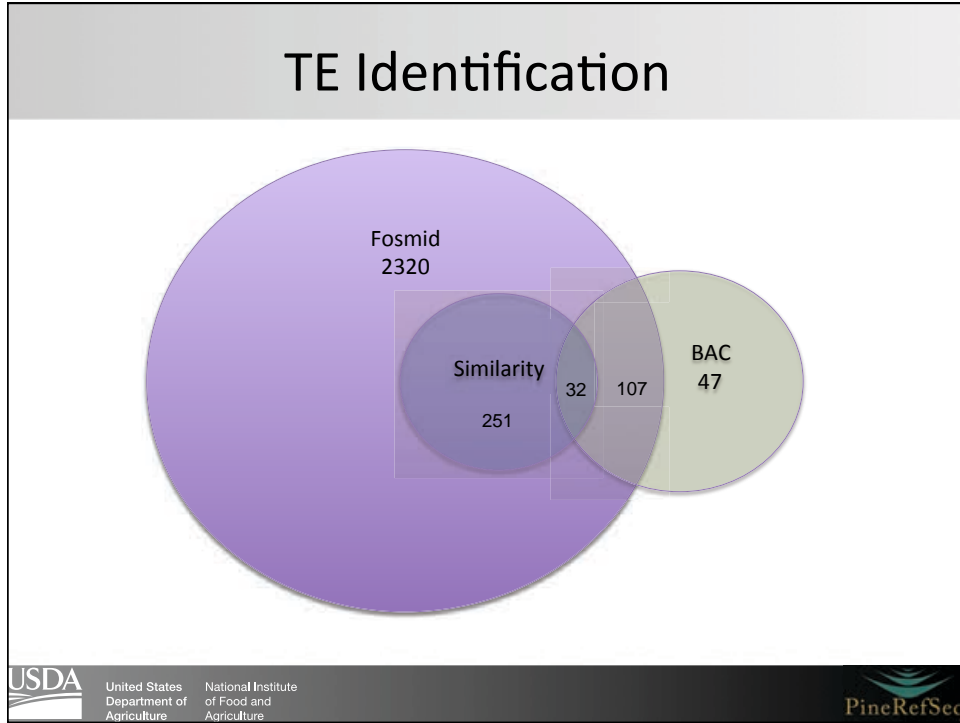 TE Identification
Fosmid
2320
Similarity
251
32
107
BAC
47
USDA
United States
Department of
Agriculture
National Institute
of Food and
Agriculture
PineRefSeq